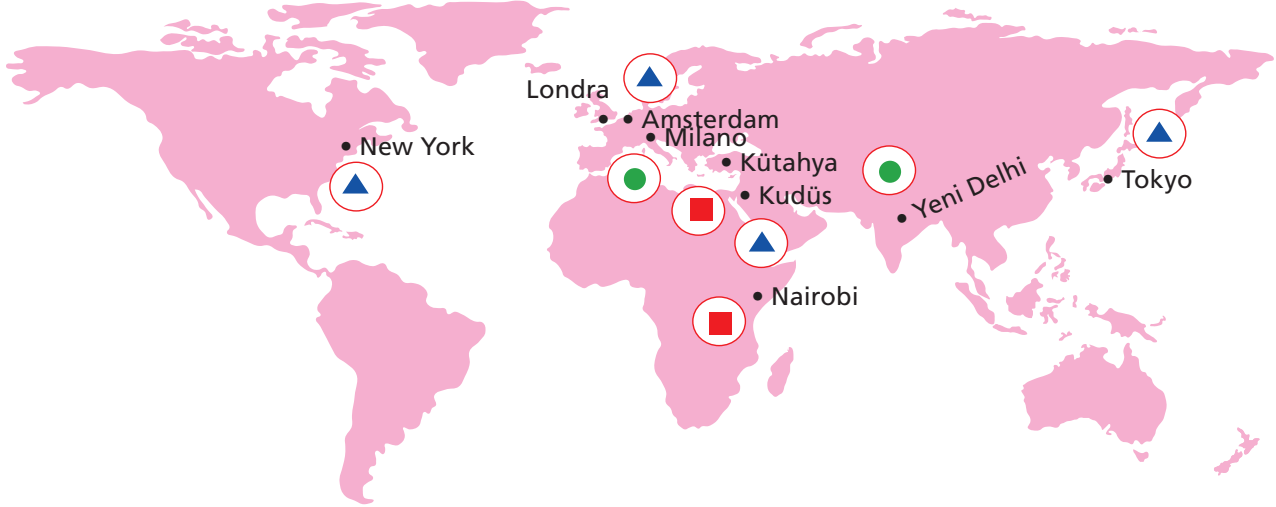 Londra
Amsterdam
Milano
New York
Kütahya
Kudüs
Yeni Delhi
Tokyo
Nairobi